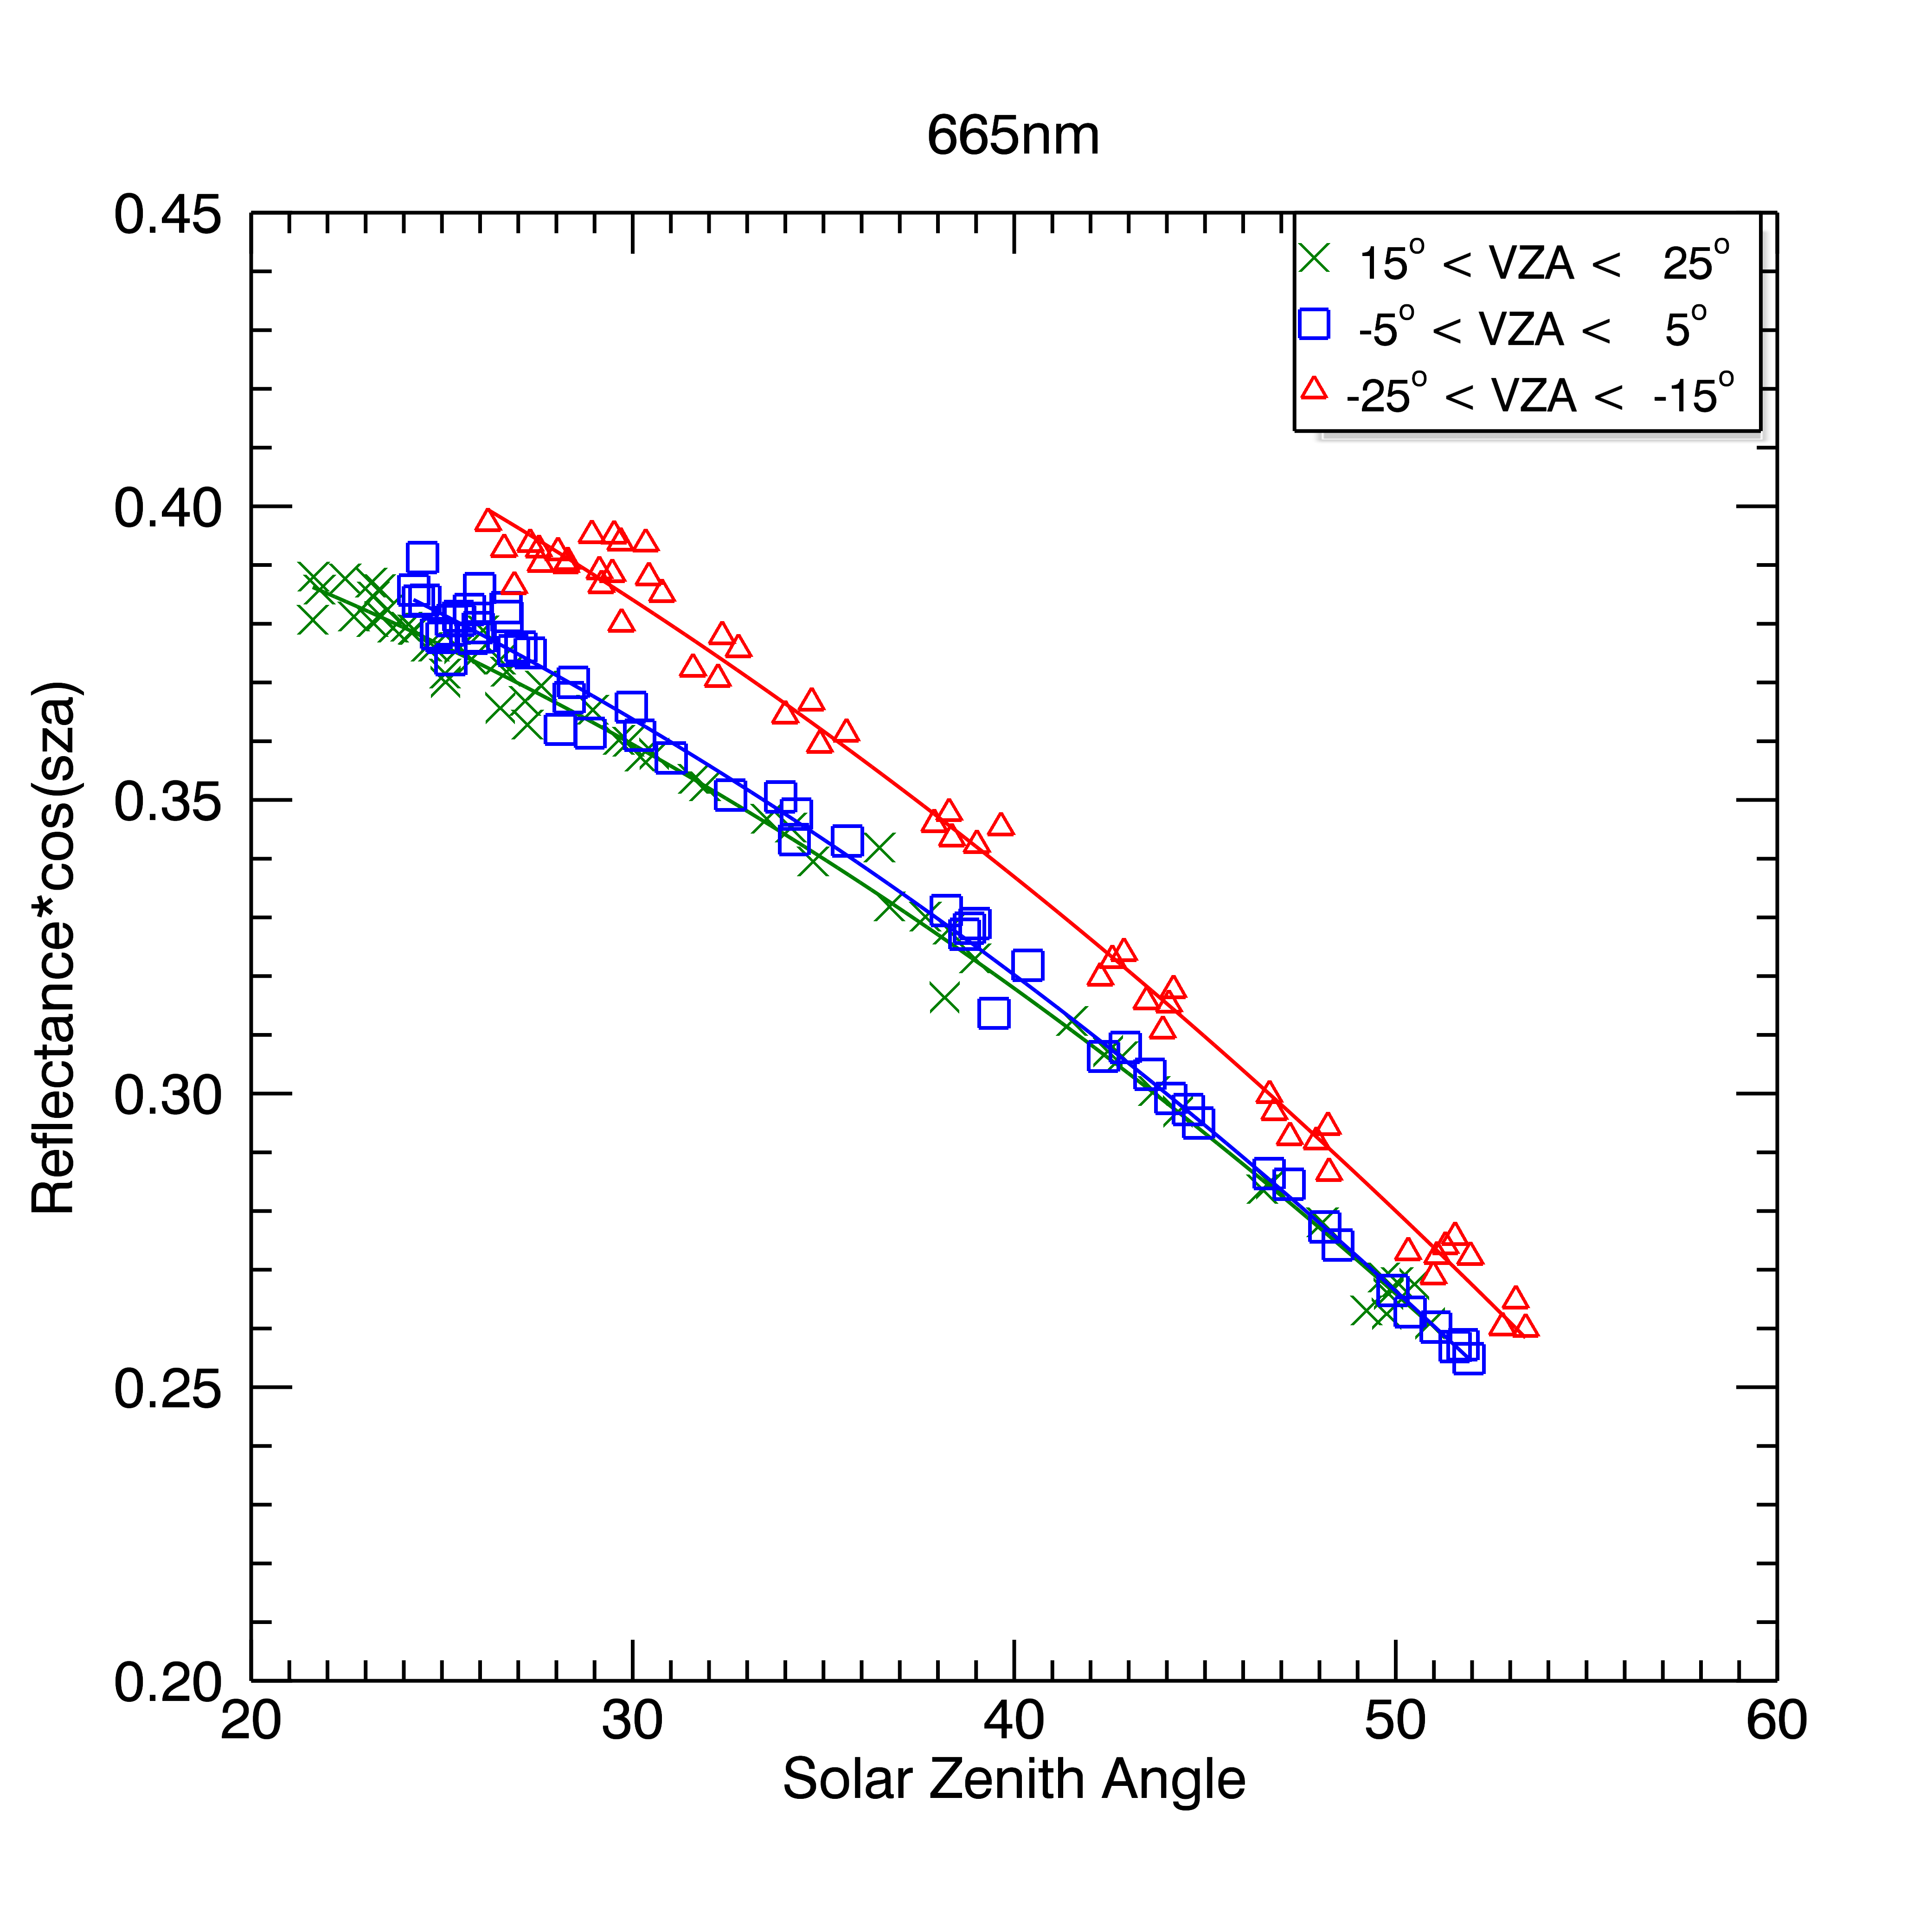 665nm
15° < VZA < 25°
-5° < VZA < 5°
-25° < VZA < -15°
Reflectance*cos(sza)
0.45
0.40
0.35
0.30
0.25
0.20
20 30 40 50 60
Solar Zenith Angle